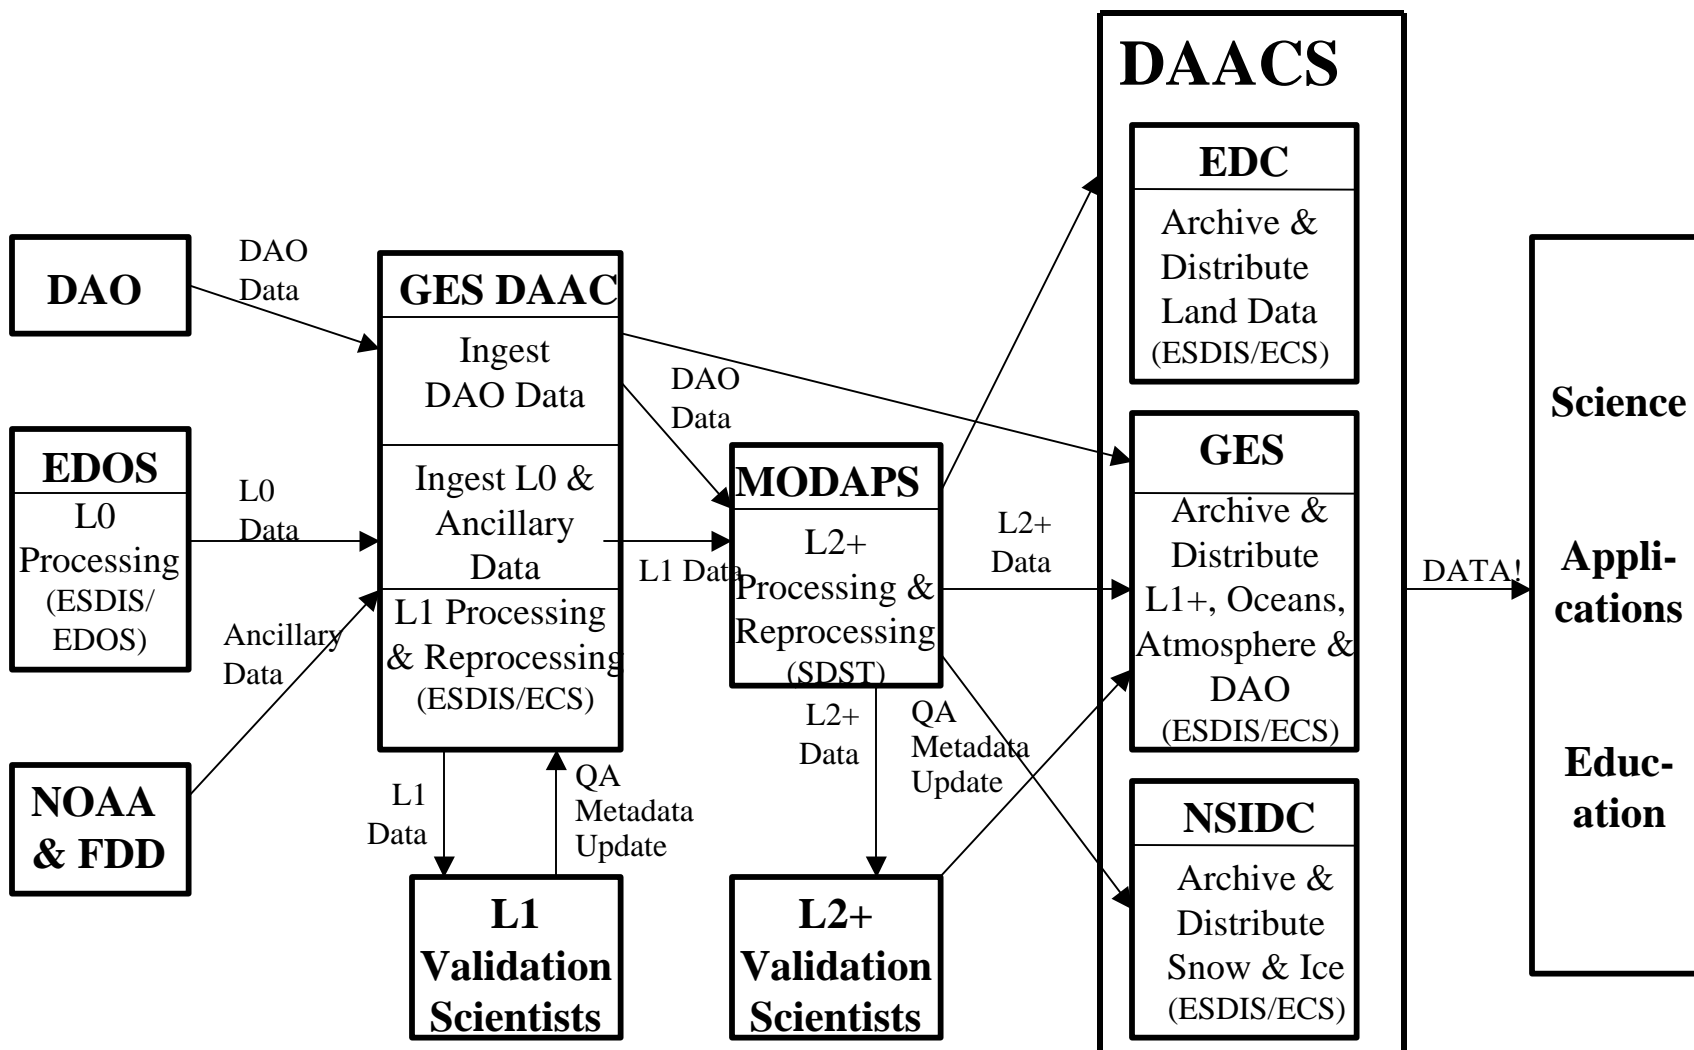 DAACS
EDC
Archive &
Distribute
Land Data
(ESDIS/ECS)
DAO
DAO
Data
GES DAAC
Ingest
DAO Data
DAO
Data
EDOS
L0
Processing
(ESDIS/
EDOS)
L0
Data
Ingest L0 &
Ancillary
Data
L1 Data
L1 Processing
& Reprocessing
(ESDIS/ECS)
Ancillary
Data
NOAA
& FDD
MODAPS
L2+
Processing &
Reprocessing
(SDST)
L2+
Data
GES
Archive &
Distribute
L1+, Oceans,
Atmosphere &
DAO
(ESDIS/ECS)
DATA!
Science
Appli-
cations
Educ-
ation
L1
Data
QA
Metadata
Update
L2+
Data
QA
Metadata
Update
L1
Validation
Scientists
L2+
Validation
Scientists
NSIDC
Archive &
Distribute
Snow & Ice
(ESDIS/ECS)